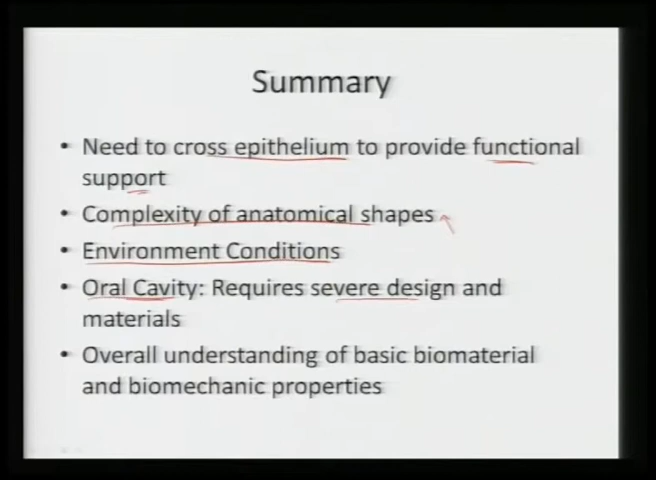 Summary
• Need to cross epithelium to provide functional
support
• Complexity of anatomical shapes
• Environment Conditions
• Oral Cavity: Requires severe design and
materials
• Overall understanding of basic biomaterial
and biomechanic properties